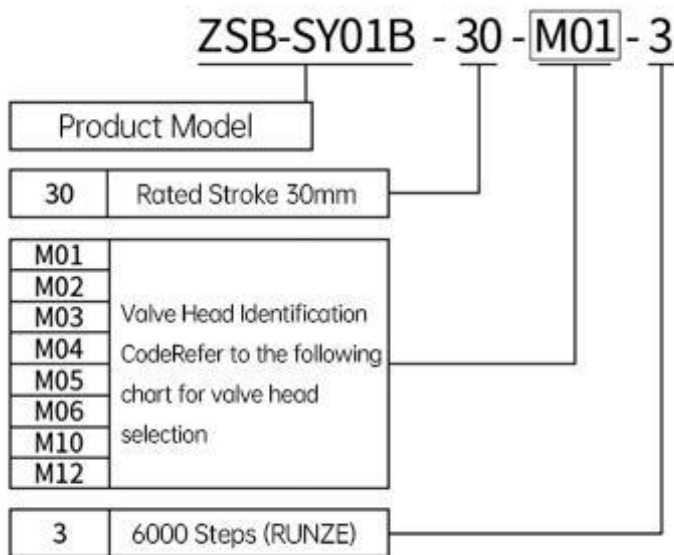 ZSB-SY01B - 30 - M01 - 3
Product Model
30 Rated Stroke 30mm
M01
M02
M03
M04
M05
M06
M10
M12
Valve Head Identification
CodeRefer to the following
chart for valve head
selection
3 6000 Steps (RUNZE)